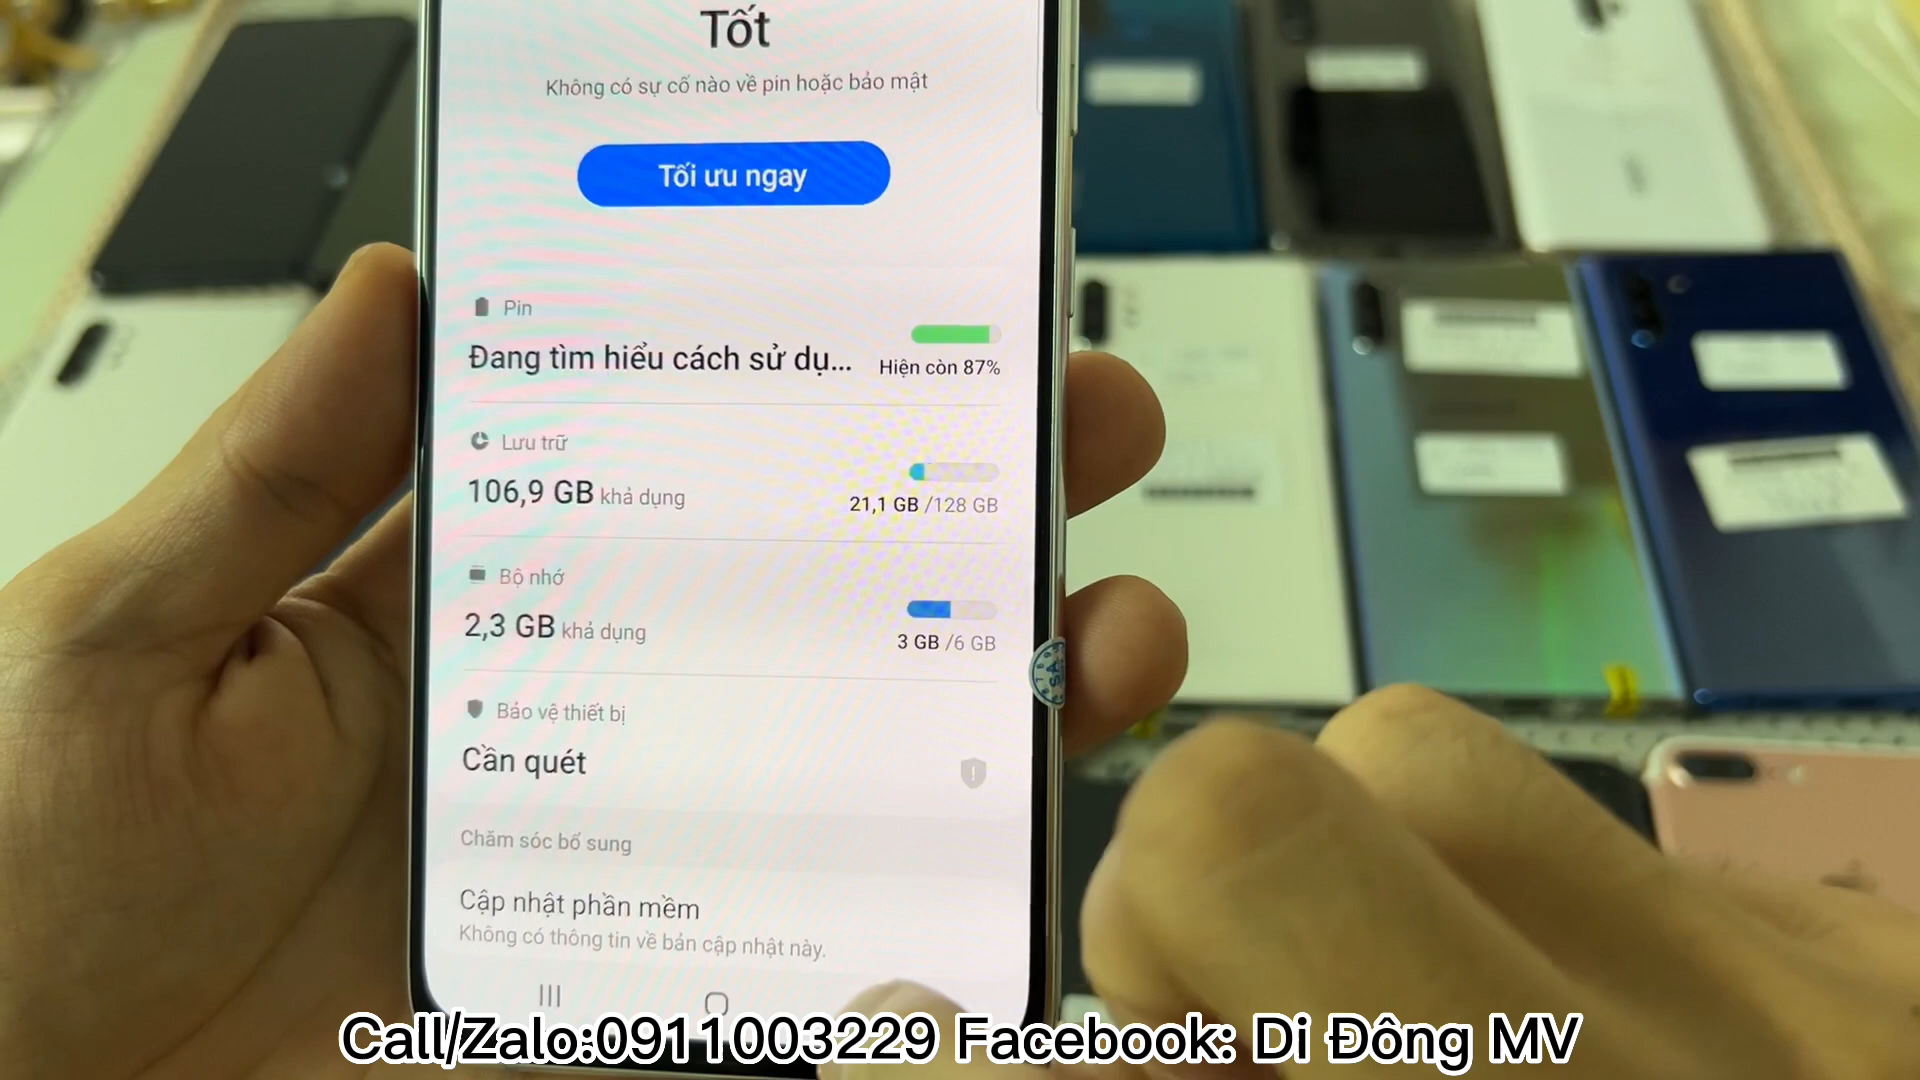 Tốt
Không có sự cố nào về pin hoặc bảo mật
Tối ưu ngay
Pin
Đang tìm hiểu cách sử dụ...
Hiện còn 87%
Lưu trữ
106,9 GB khả dụng
21,1 GB /128 GB
Bộ nhớ
2,3 GB khả dụng
3 GB /6 GB
Bảo vệ thiết bị
Cần quét
Chăm sóc bổ sung
Cập nhật phần mềm
Không có thông tin về bản cập nhật này.
Call/Zalo:0911003229 Facebook: Di Đông MV